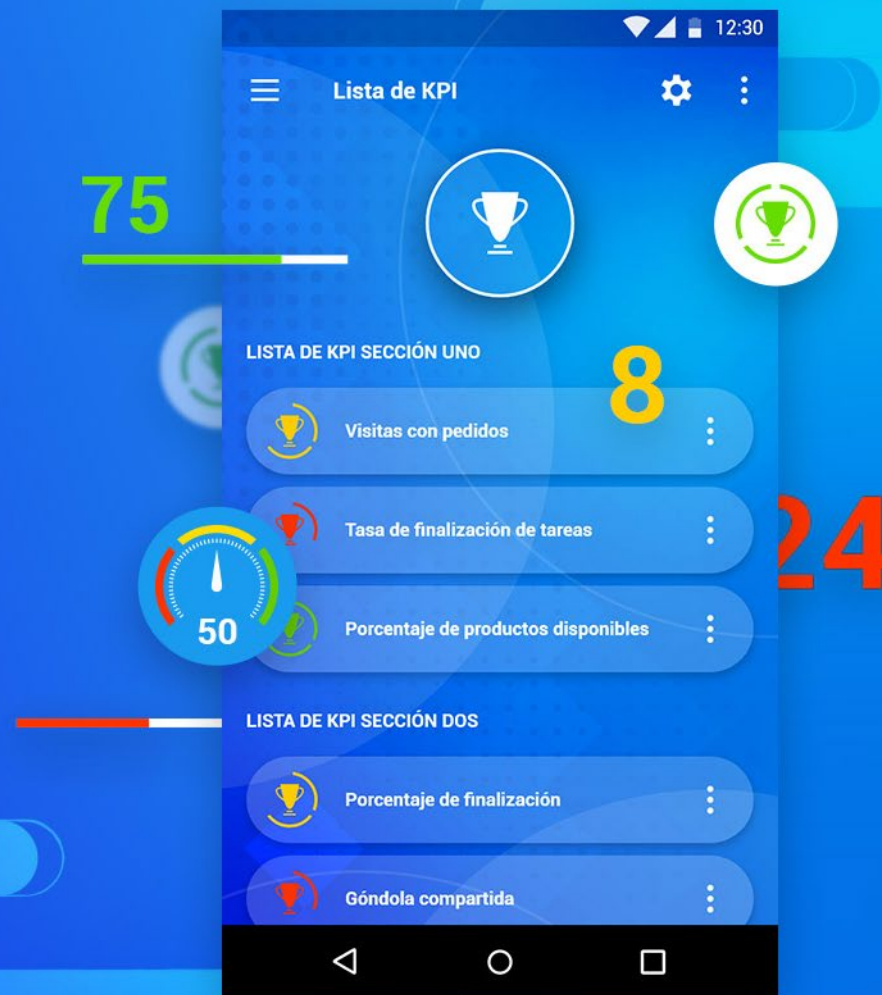 12:30
Lista de KPI
75
LISTA DE KPI SECCIÓN UNO
8
Visitas con pedidos
Tasa de finalización de tareas
24
50
Porcentaje de productos disponibles
LISTA DE KPI SECCIÓN DOS
Porcentaje de finalización
Góndola compartida